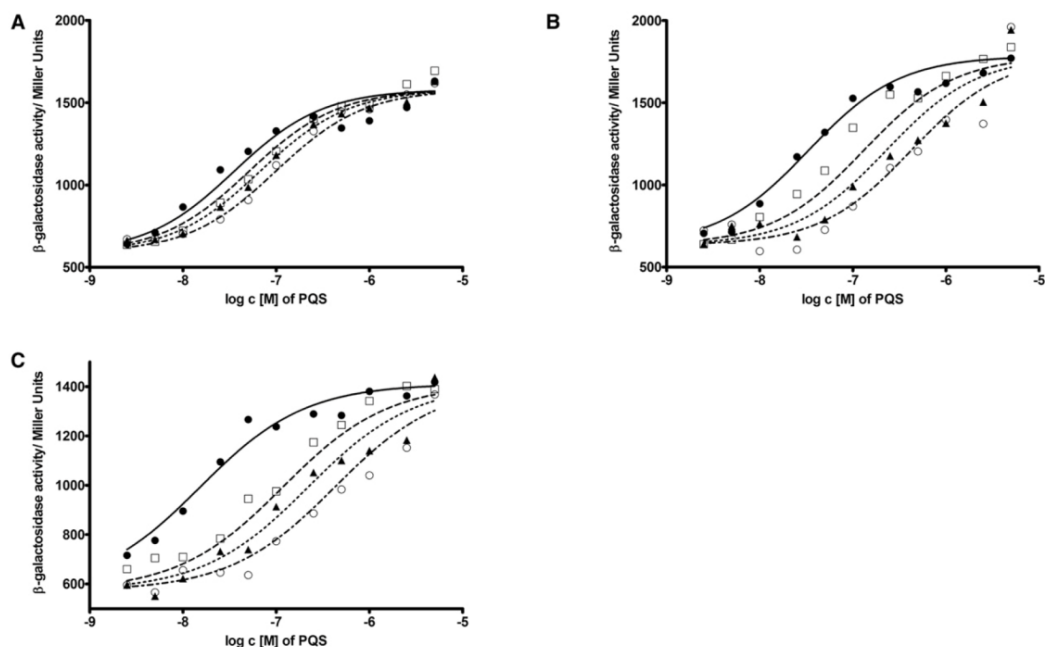 A
β-galactosidase activity/ Miller Units
2000
1500
1000
500
-9 -8 -7 -6 -5
log c [M] of PQS
B
β-galactosidase activity/ Miller Units
2000
1500
1000
500
-9 -8 -7 -6 -5
log c [M] of PQS
C
β-galactosidase activity/ Miller Units
1400
1200
1000
800
600
-9 -8 -7 -6 -5
log c [M] of PQS